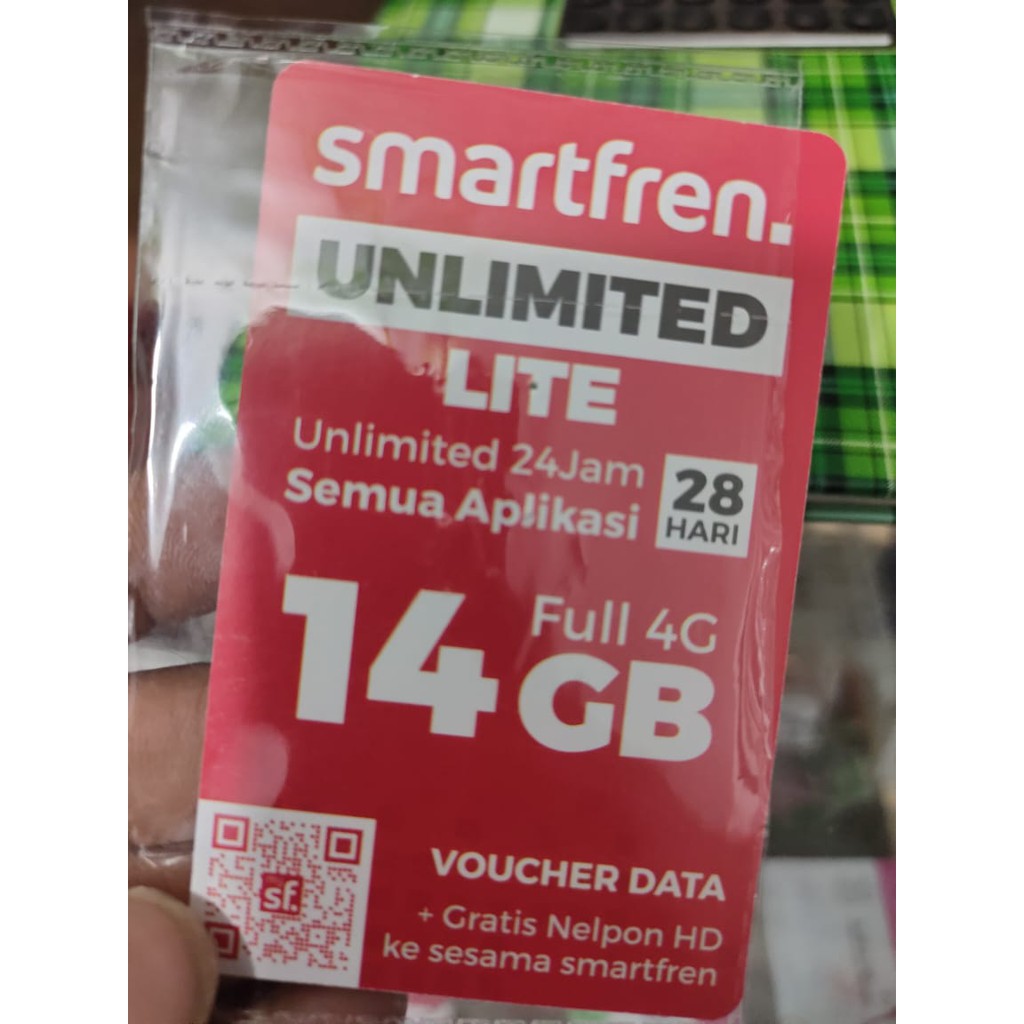 smartfren.
UNLIMITED
LITE
Unlimited 24Jam
Semua Aplikasi
28
HARI
Full 4G
14 GB
sf.
VOUCHER DATA
+ Gratis Nelpon HD
ke sesama smartfren